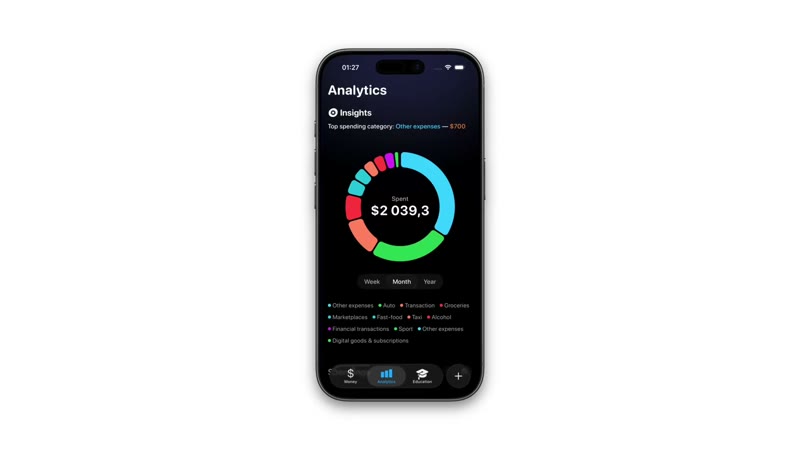 01:27
Analytics
Insights
Top spending category: Other expenses — $700
Spent
$2 039,3
Week Month Year
Other expenses Auto Transaction Groceries
Marketplaces Fast-food Taxi Alcohol
Financial transactions Sport Other expenses
Digital goods & subscriptions
Money Analytics Education